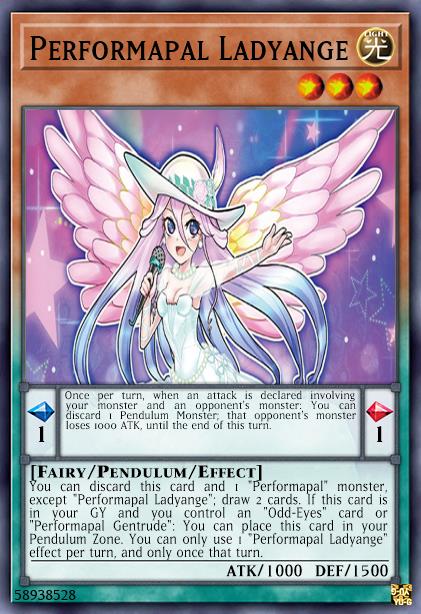 PERFORMAPAL LADYANGE
LIGHT
光
Once per turn, when an attack is declared involving
your monster and an opponent's monster: You can
discard 1 Pendulum Monster; that opponent's monster
loses 1000 ATK, until the end of this turn.
1
1
[FAIRY/PENDULUM/EFFECT]
You can discard this card and 1 "Performapal" monster,
except "Performapal Ladyange"; draw 2 cards. If this card is
in your GY and you control an "Odd-Eyes" card or
"Performapal Gentrude": You can place this card in your
Pendulum Zone. You can only use 1 "Performapal Ladyange"
effect per turn, and only once that turn.
ATK/1000 DEF/1500
58938528